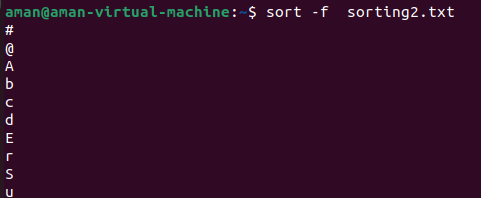 aman@aman-virtual-machine:~$ sort -f  sorting2.txt
#
@
A
b
c
d
E
r
S
u